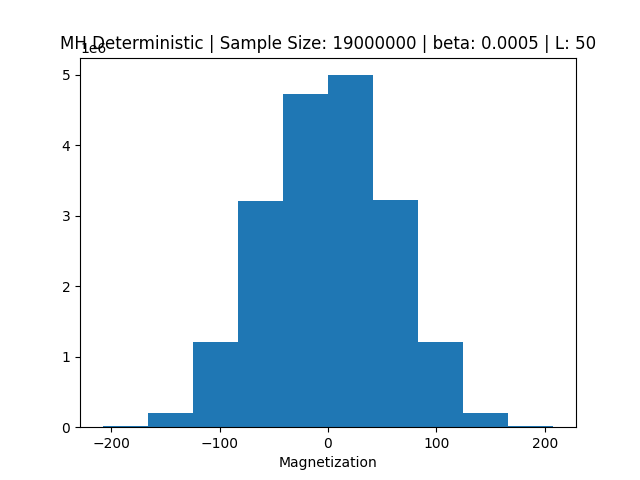 MH Deterministic | Sample Size: 19000000 | beta: 0.0005 | L: 50
1e6
5
4
3
2
1
0
−200 −100 0 100 200
Magnetization